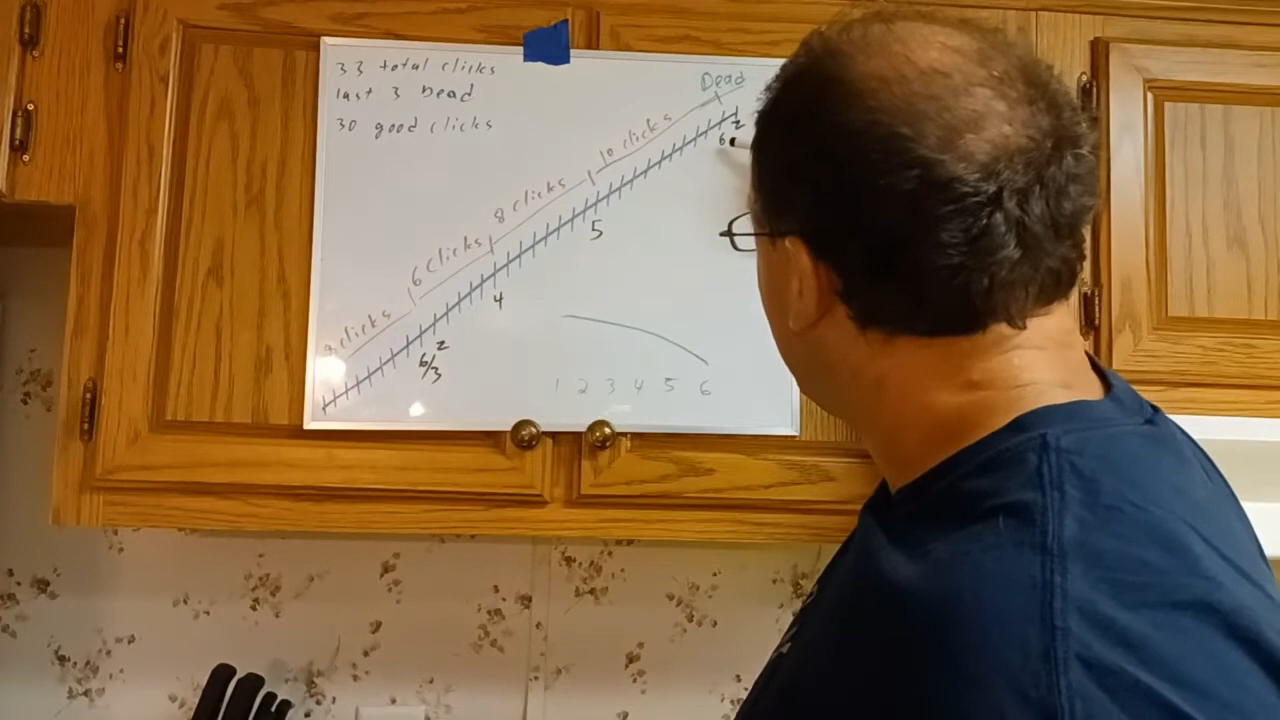 33 total clicks
last 3 Dead
30 good clicks
Dead
10 clicks
8 clicks
6 clicks
8 clicks
2
6
5
4
6/2
3
1 2 3 4 5 6